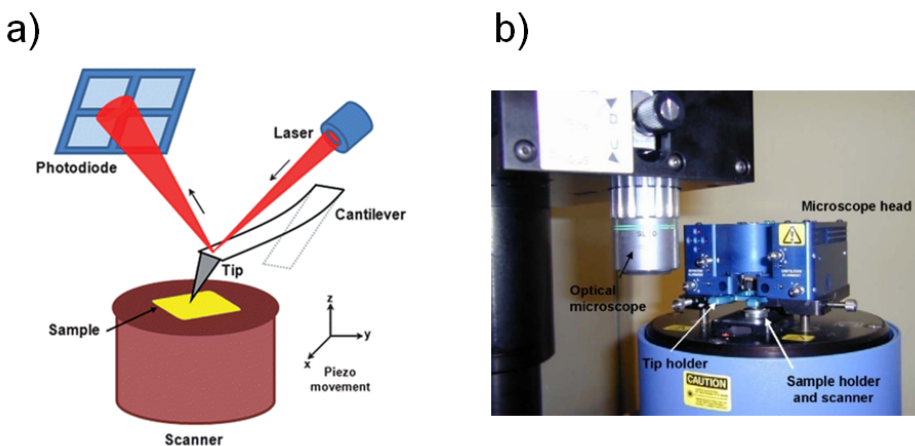 a)
b)
Laser
Photodiode
Cantilever
Tip
Sample
z
y
x
Piezo
movement
Scanner
D
U
Microscope head
Optical
microscope
Tip holder
Sample holder
and scanner
CAUTION